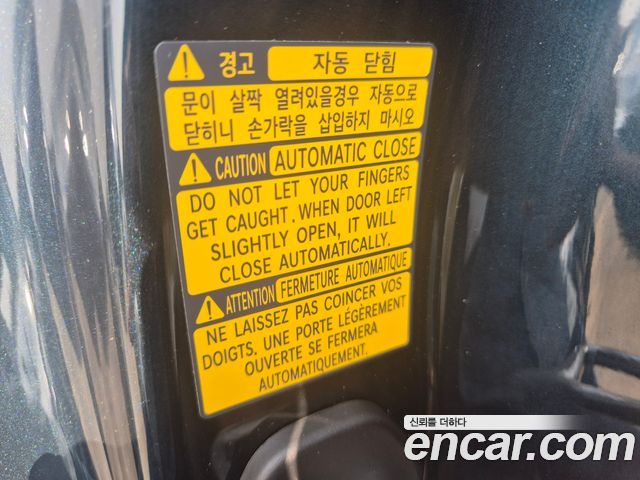 경고 자동 닫힘
문이 살짝 열려있을경우 자동으로
닫히니 손가락을 삽입하지 마시오
CAUTION AUTOMATIC CLOSE
DO NOT LET YOUR FINGERS
GET CAUGHT. WHEN DOOR LEFT
SLIGHTLY OPEN, IT WILL
CLOSE AUTOMATICALLY.
ATTENTION FERMETURE AUTOMATIQUE
NE LAISSEZ PAS COINCER VOS
DOIGTS. UNE PORTE LÉGÈREMENT
OUVERTE SE FERMERA
AUTOMATIQUEMENT.
신뢰를 더하다
encar.com